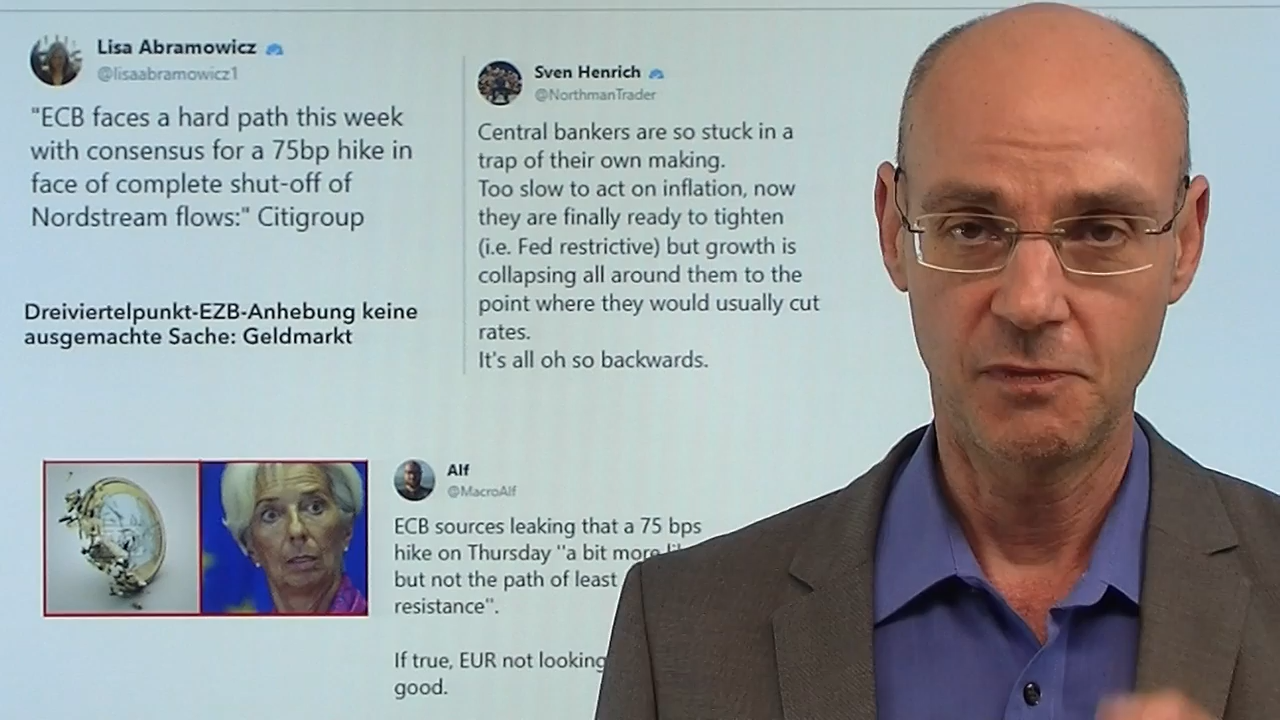 Lisa Abramowicz
@lisaabramowicz1
"ECB faces a hard path this week
with consensus for a 75bp hike in
face of complete shut-off of
Nordstream flows:" Citigroup
Dreiviertelpunkt-EZB-Anhebung keine
ausgemachte Sache: Geldmarkt
Sven Henrich
@NorthmanTrader
Central bankers are so stuck in a
trap of their own making.
Too slow to act on inflation, now
they are finally ready to tighten
(i.e. Fed restrictive) but growth is
collapsing all around them to the
point where they would usually cut
rates.
It's all oh so backwards.
Alf
@MacroAlf
ECB sources leaking that a 75 bps
hike on Thursday "a bit more
but not the path of least
resistance".
If true, EUR not looking
good.